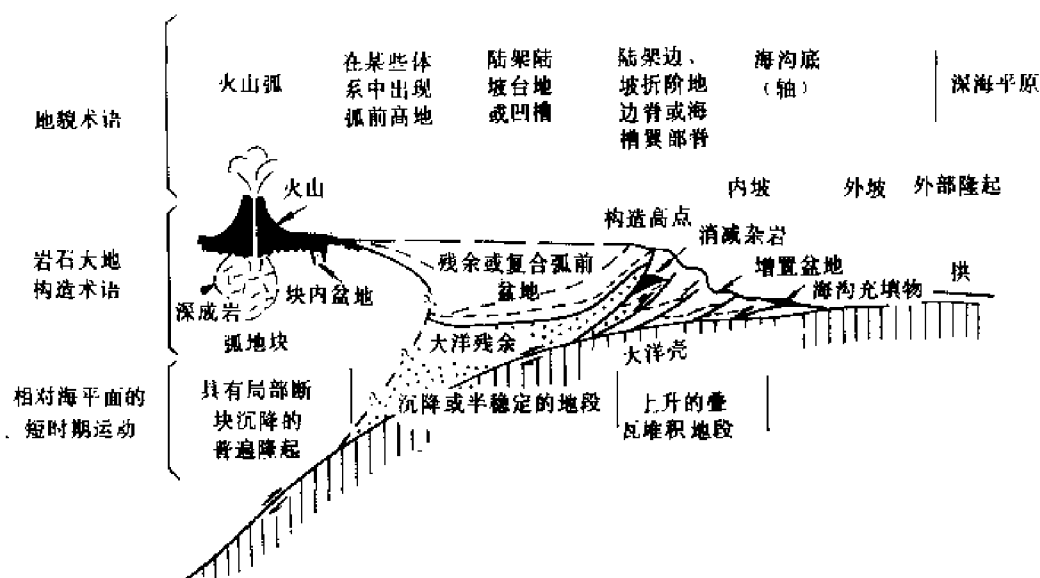 火山弧
在某些体
系中出现
弧前高地
陆架陆
坡台地
或凹槽
陆架边、
坡折阶地
边脊或海
槽翼部脊
海沟底
（轴）
深海平原
地貌术语
火山
内坡
外坡
外部隆起
构造高点
消减杂岩
岩石大地
构造术语
残余或复合弧前
盆地
增置盆地
海沟充填物
拱
块内盆地
深成岩
弧地块
大洋残余
大洋壳
相对海平面的
短时期运动
具有局部断
块沉降的
普遍隆起
沉降或半稳定的地段
上升的叠
瓦堆积地段